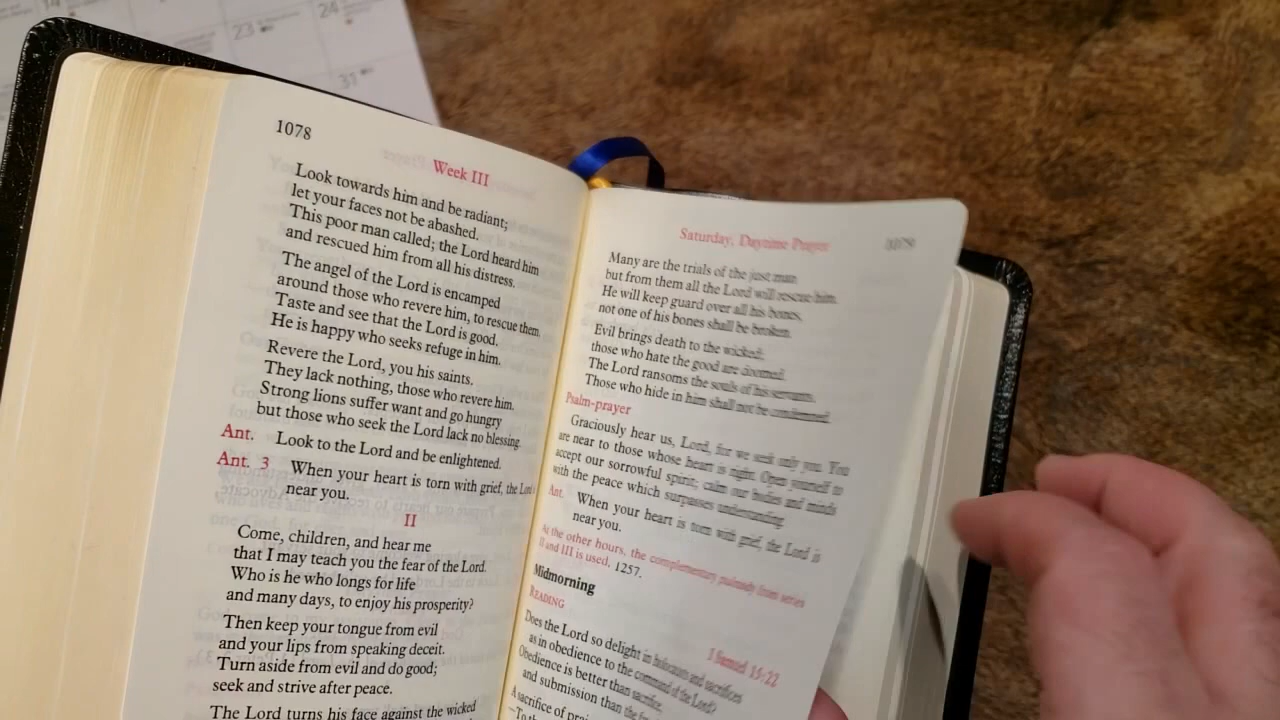 23
24
31
1078
Week III
Look towards him and be radiant;
let your faces not be abashed.
This poor man called; the Lord heard him
and rescued him from all his distress.
The angel of the Lord is encamped
around those who revere him, to rescue them.
Taste and see that the Lord is good.
He is happy who seeks refuge in him.
Revere the Lord, you his saints.
They lack nothing, those who revere him.
Strong lions suffer want and go hungry
but those who seek the Lord lack no blessing.
Ant. Look to the Lord and be enlightened.
Ant. 3 When your heart is torn with grief, the Lord is
near you.
II
Come, children, and hear me
that I may teach you the fear of the Lord.
Who is he who longs for life
and many days, to enjoy his prosperity?
Then keep your tongue from evil
and your lips from speaking deceit.
Turn aside from evil and do good;
seek and strive after peace.
The Lord turns his face against the wicked
Saturday, Daytime Prayer
1079
Many are the trials of the just man
but from them all the Lord will rescue him.
He will keep guard over all his bones,
not one of his bones shall be broken.
Evil brings death to the wicked;
those who hate the good are doomed.
The Lord ransoms the souls of his servants.
Those who hide in him shall not be condemned.
Psalm-prayer
Graciously hear us, Lord, for we seek only you. You
are near to those whose heart is right. Open yourself to
accept our sorrowful spirit; calm our bodies and minds
with the peace which surpasses understanding.
Ant. When your heart is torn with grief, the Lord is
near you.
At the other hours, the complementary psalmody from series
II and III is used, 1257.
Midmorning
READING
1 Samuel 15:22
Does the Lord so delight in holocausts and sacrifices
as in obedience to the command of the Lord?
Obedience is better than sacrifice,
and submission than the
A sacrifice of
—To